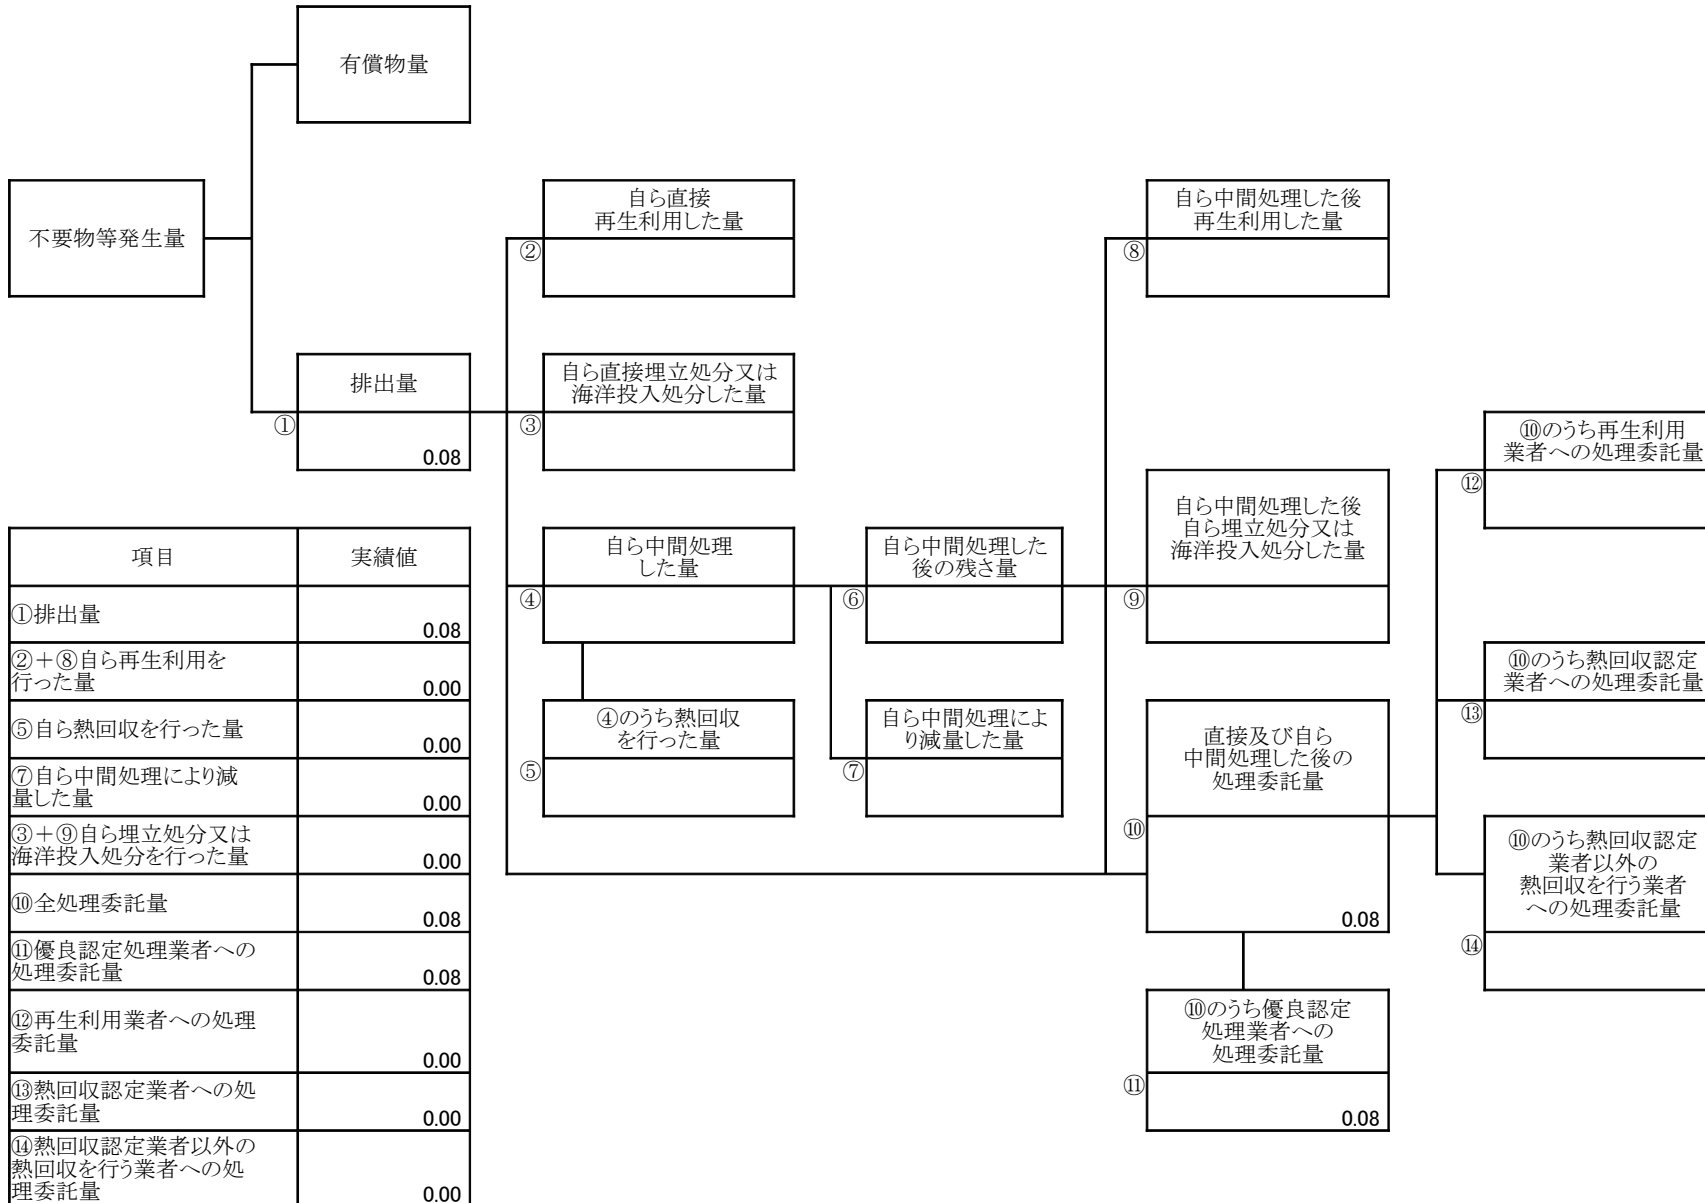 有償物量
不要物等発生量
自ら直接
再生利用した量
②
自ら中間処理した後
再生利用した量
⑧
排出量
①
0.08
自ら直接埋立処分又は
海洋投入処分した量
③
⑩のうち再生利用
業者への処理委託量
⑫
自ら中間処理した後
自ら埋立処分又は
海洋投入処分した量
⑨
自ら中間処理
した量
④
自ら中間処理した
後の残さ量
⑥
⑩のうち熱回収認定
業者への処理委託量
⑬
④のうち熱回収
を行った量
⑤
自ら中間処理によ
り減量した量
⑦
直接及び自ら
中間処理した後の
処理委託量
⑩
0.08
⑩のうち熱回収認定
業者以外の
熱回収を行う業者
への処理委託量
⑭
⑩のうち優良認定
処理業者への
処理委託量
⑪
0.08
項目 実績値
①排出量
0.08
②＋⑧自ら再生利用を
行った量
0.00
⑤自ら熱回収を行った量
0.00
⑦自ら中間処理により減
量した量
0.00
③＋⑨自ら埋立処分又は
海洋投入処分を行った量
0.00
⑩全処理委託量
0.08
⑪優良認定処理業者への
処理委託量
0.08
⑫再生利用業者への処理
委託量
0.00
⑬熱回収認定業者への処
理委託量
0.00
⑭熱回収認定業者以外の
熱回収を行う業者への処
理委託量
0.00